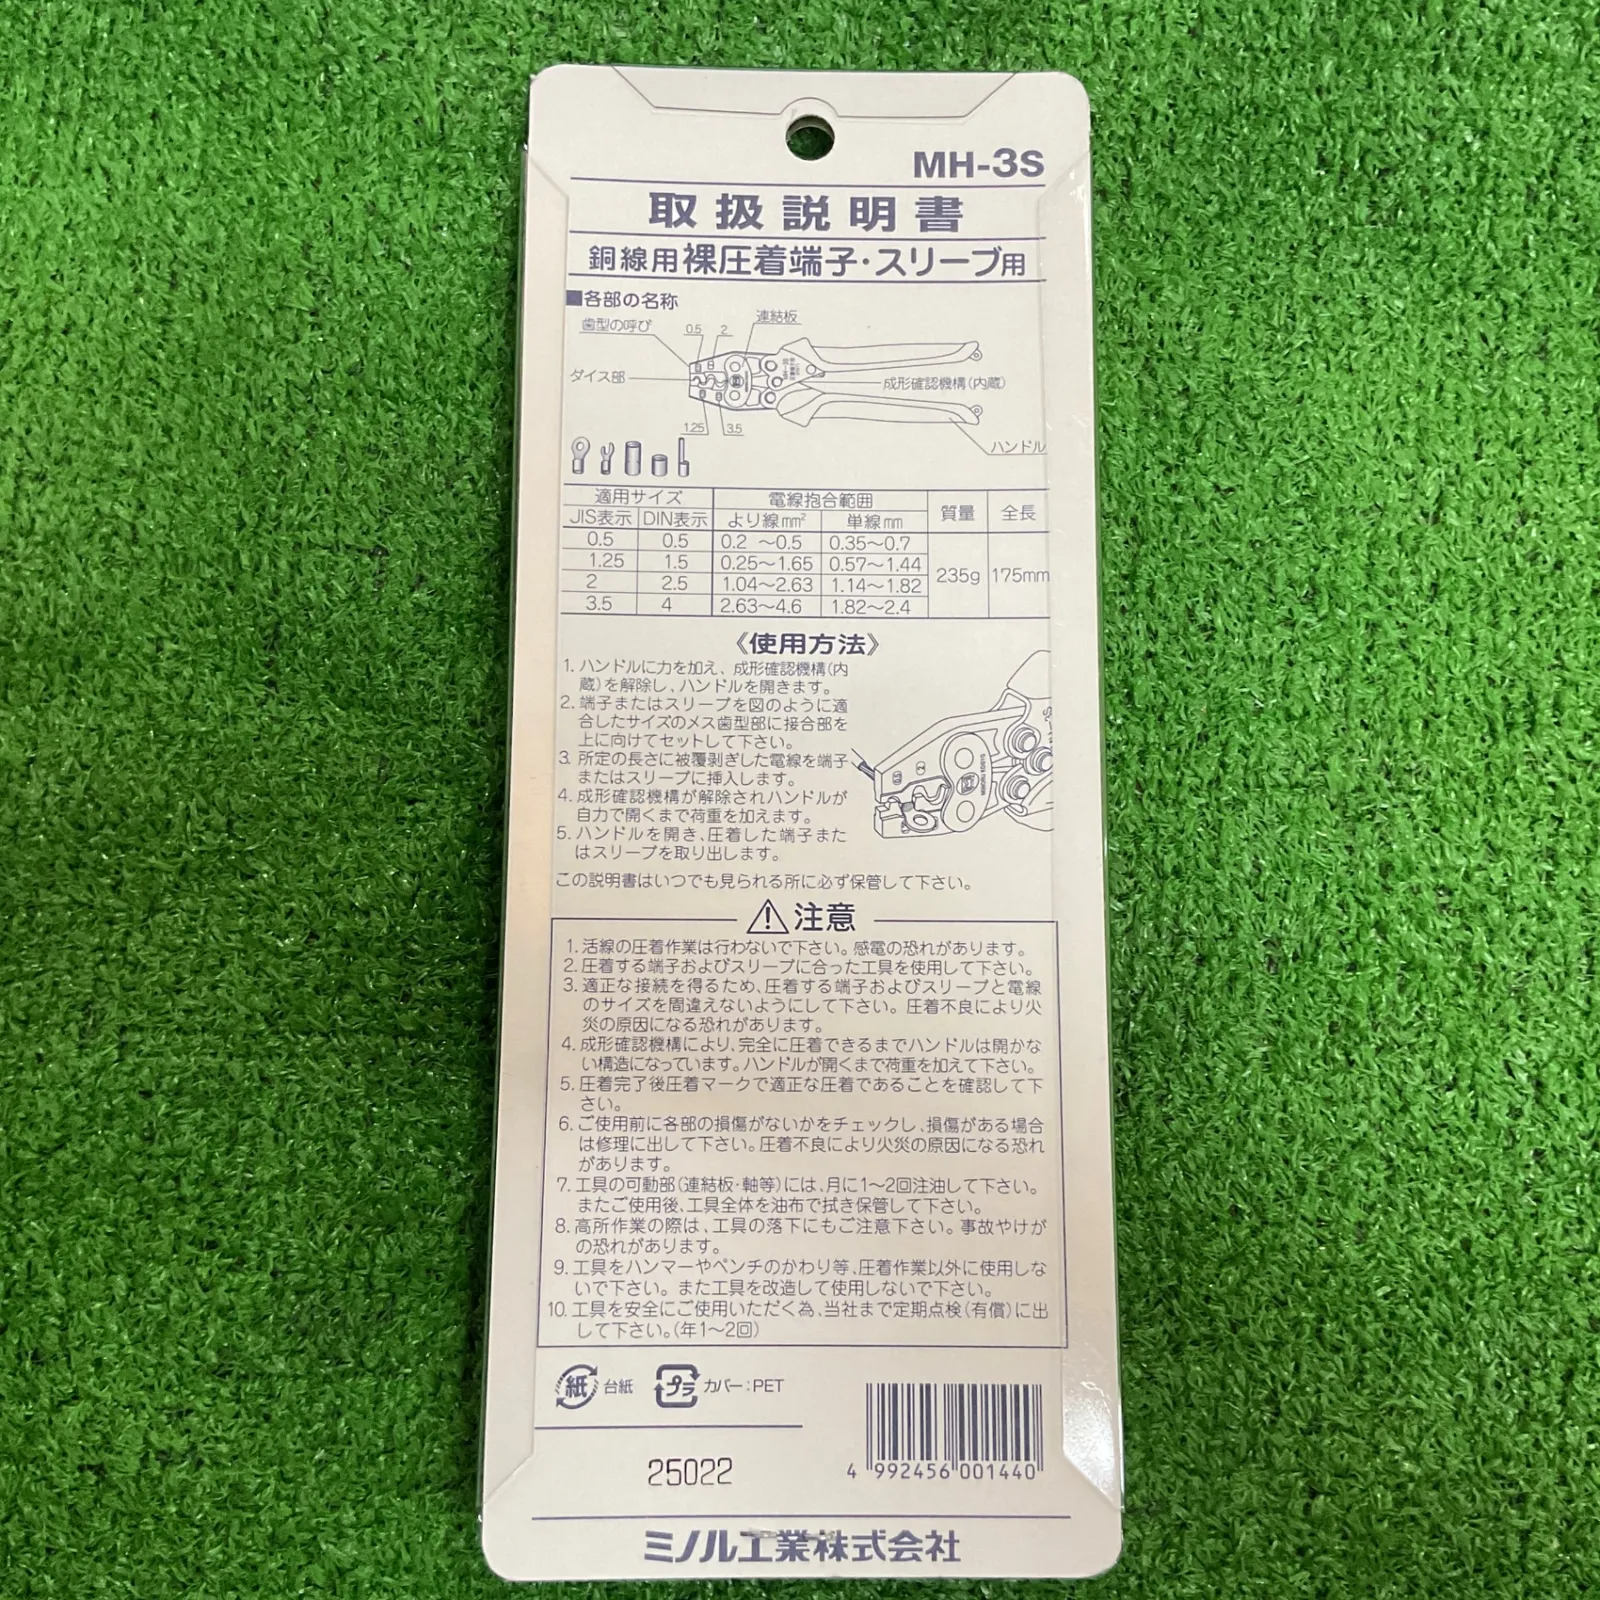 MH-3S
取扱説明書
銅線用裸圧着端子・スリーブ用
■各部の名称
歯型の呼び
0.5
2
連結板
ダイス部
成形確認機構(内蔵)
1.25
3.5
ハンドル
適用サイズ 電線抱合範囲 質量 全長
JIS表示 DIN表示 より線㎜² 単線㎜
0.5 0.5 0.2 〜0.5 0.35〜0.7
1.25 1.5 0.25〜1.65 0.57〜1.44
2 2.5 1.04〜2.63 1.14〜1.82
3.5 4 2.63〜4.6 1.82〜2.4
235g 175mm
《使用方法》
1. ハンドルに力を加え、成形確認機構(内
蔵)を解除し、ハンドルを開きます。
2. 端子またはスリーブを図のように適
合したサイズのメス歯型部に接合部を
上に向けてセットして下さい。
3. 所定の長さに被覆剥ぎした電線を端子
またはスリーブに挿入します。
4. 成形確認機構が解除されハンドルが
自力で開くまで荷重を加えます。
5. ハンドルを開き、圧着した端子また
はスリーブを取り出します。
この説明書はいつでも見られる所に必ず保管して下さい。
注意
1. 活線の圧着作業は行わないで下さい。感電の恐れがあります。
2. 圧着する端子およびスリーブに合った工具を使用して下さい。
3. 適正な接続を得るため、圧着する端子およびスリーブと電線
のサイズを間違えないようにして下さい。圧着不良により火
災の原因になる恐れがあります。
4. 成形確認機構により、完全に圧着できるまでハンドルは開かな
い構造になっています。ハンドルが開くまで荷重を加えて下さい。
5. 圧着完了後圧着マークで適正な圧着であることを確認して下
さい。
6. ご使用前に各部の損傷がないかをチェックし、損傷がある場合
は修理に出して下さい。圧着不良により火災の原因になる恐れ
があります。
7. 工具の可動部(連結板・軸等)には、月に1〜2回注油して下さい。
またご使用後、工具全体を油布で拭き保管して下さい。
8. 高所作業の際は、工具の落下にもご注意下さい。事故やけが
の恐れがあります。
9. 工具をハンマーやペンチのかわり等、圧着作業以外に使用しな
いで下さい。また工具を改造して使用しないで下さい。
10. 工具を安全にご使用いただく為、当社まで定期点検(有償)に出
して下さい。(年1〜2回)
紙 台紙 プラ カバー：PET
25022
4 992456 001440
ミノル工業株式会社